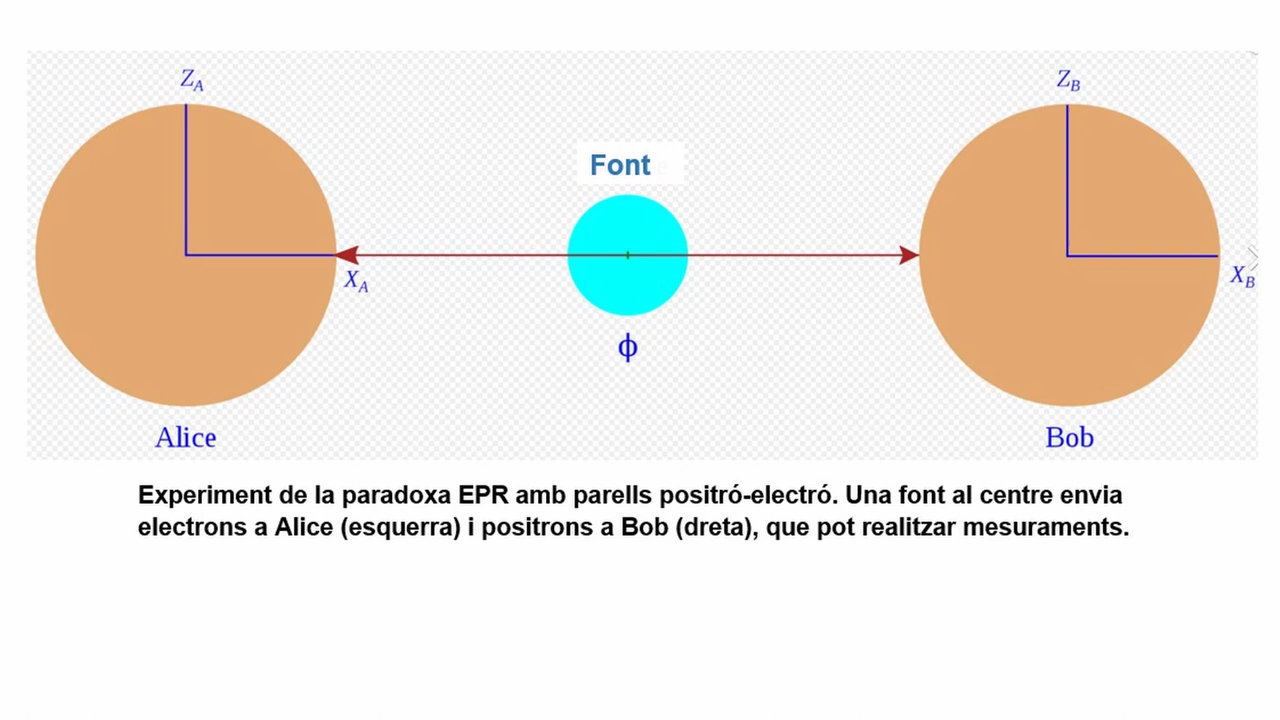 Z_A
Z_B
Font
X_A
X_B
ϕ
Alice
Bob
Experiment de la paradoxa EPR amb parells positró-electró. Una font al centre envia
electrons a Alice (esquerra) i positrons a Bob (dreta), que pot realitzar mesuraments.